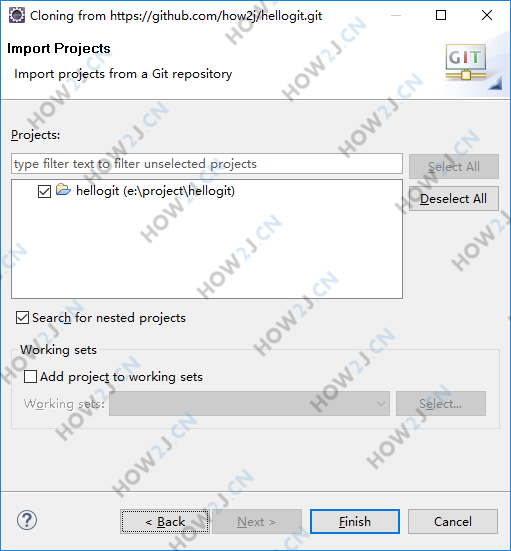 Cloning from https://github.com/how2j/hellogit.git
Import Projects
Import projects from a Git repository
GIT
Projects:
type filter text to filter unselected projects
Select All
hellogit (e:\project\hellogit)
Deselect All
Search for nested projects
Working sets
Add project to working sets
Working sets:
Select...
< Back
Next >
Finish
Cancel
HOW2J.CN
HOW2J.CN
HOW2J.CN
HOW2J.CN
HOW2J.CN
HOW2J.CN
HOW2J.CN
HOW2J.CN
HOW2J.CN
HOW2J.CN
HOW2J.CN
HOW2J.CN